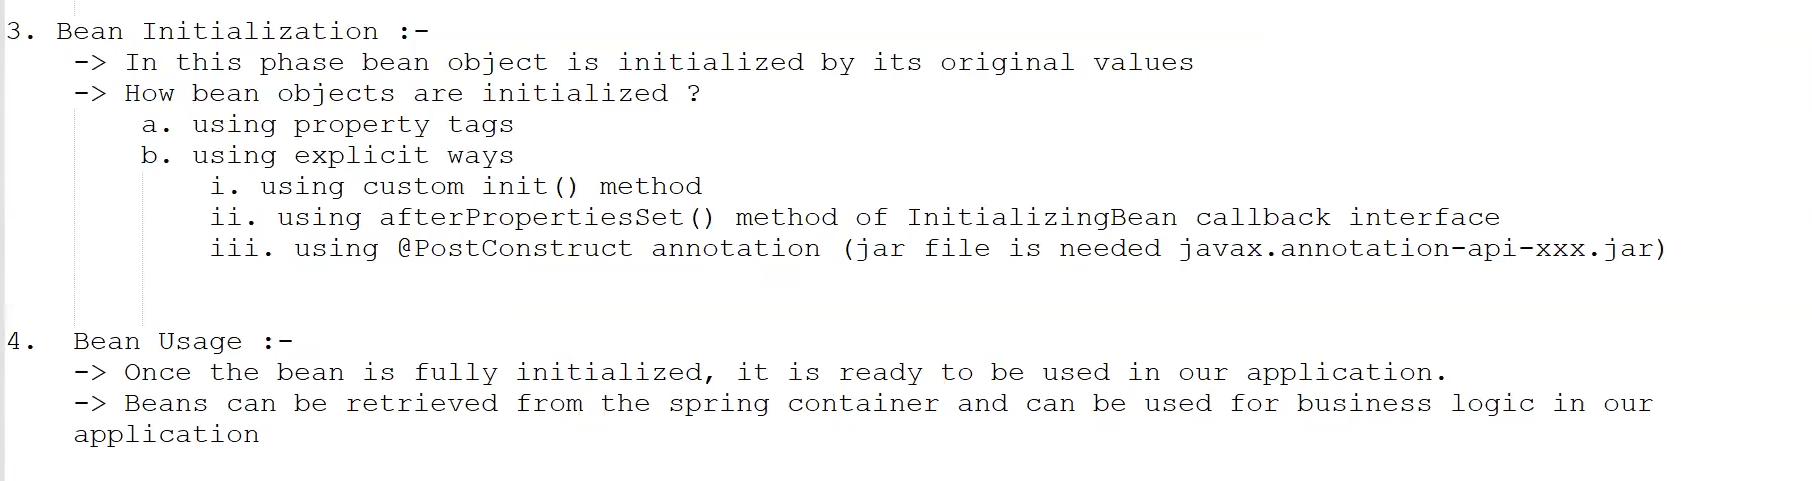 3. Bean Initialization :-
-> In this phase bean object is initialized by its original values
-> How bean objects are initialized ?
a. using property tags
b. using explicit ways
i. using custom init() method
ii. using afterPropertiesSet() method of InitializingBean callback interface
iii. using @PostConstruct annotation (jar file is needed javax.annotation-api-xxx.jar)
4. Bean Usage :-
-> Once the bean is fully initialized, it is ready to be used in our application.
-> Beans can be retrieved from the spring container and can be used for business logic in our
application